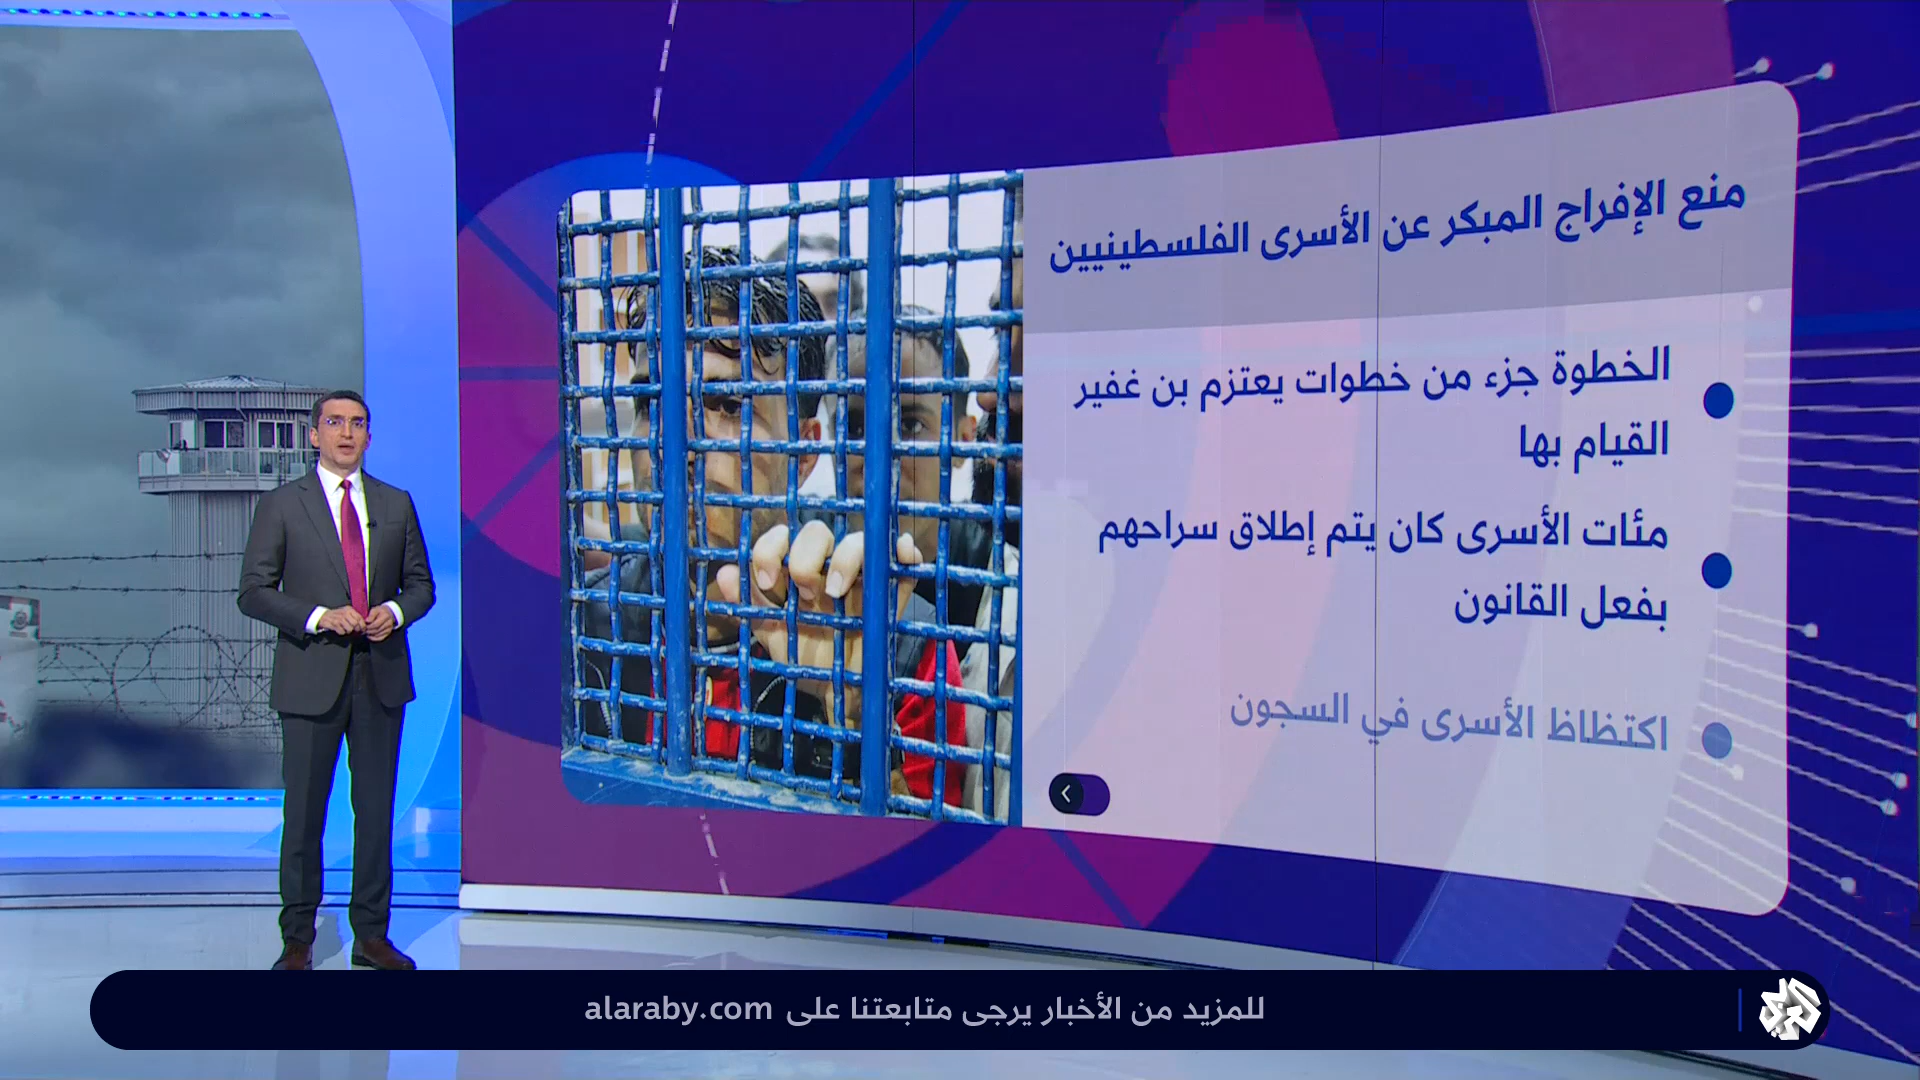 منع الإفراج المبكر عن الأسرى الفلسطينيين
الخطوة جزء من خطوات يعتزم بن غفير
القيام بها
مئات الأسرى كان يتم إطلاق سراحهم
بفعل القانون
اكتظاظ الأسرى في السجون
للمزيد من الأخبار يرجى متابعتنا على alaraby.com